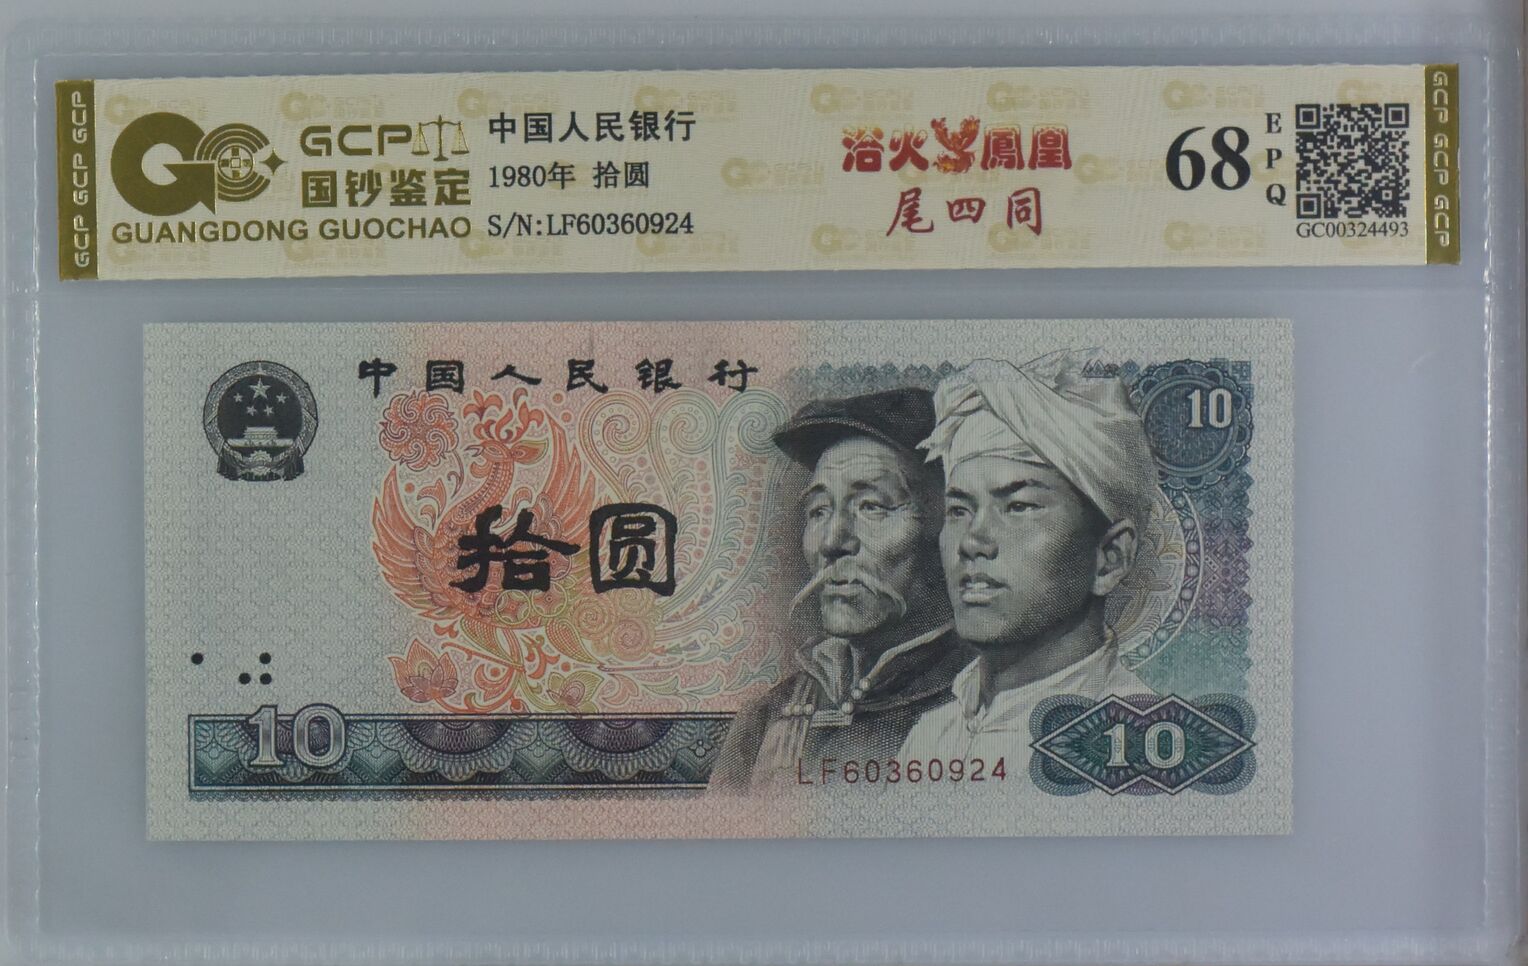 GCP GCP GCP
GCP
国钞鉴定
GUANGDONG GUOCHAO
中国人民银行
1980年 拾圆
S/N:LF60360924
浴火鳳凰
尾四同
68
EPQ
GC00324493
GCP GCP GCP
中国人民银行
10
拾圆
10
LF60360924
10